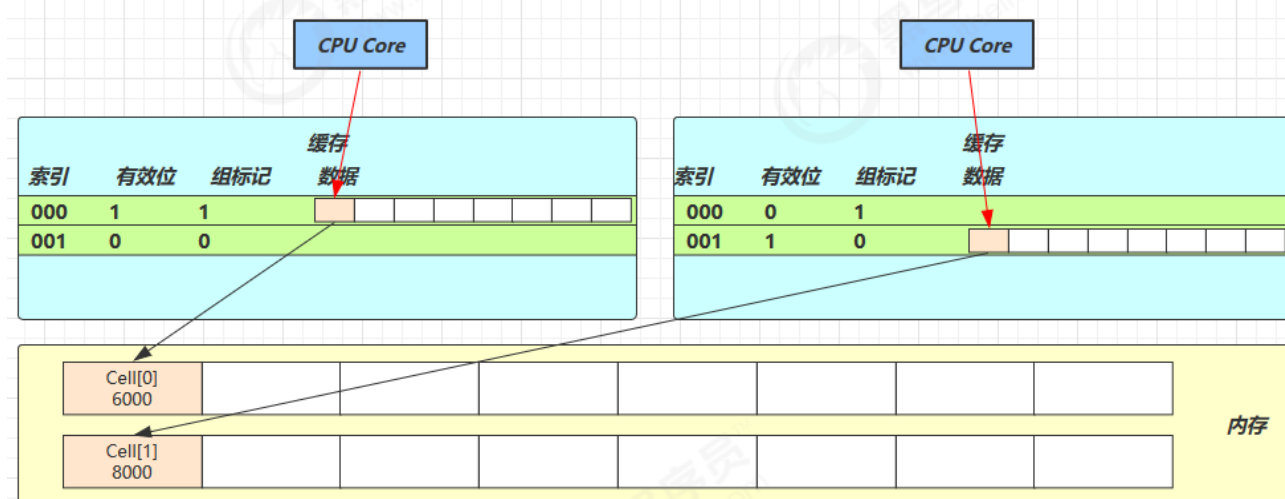 CPU Core
CPU Core
缓存
索引 有效位 组标记 数据
000 1 1
001 0 0
缓存
索引 有效位 组标记 数据
000 0 1
001 1 0
Cell[0]
6000
Cell[1]
8000
内存